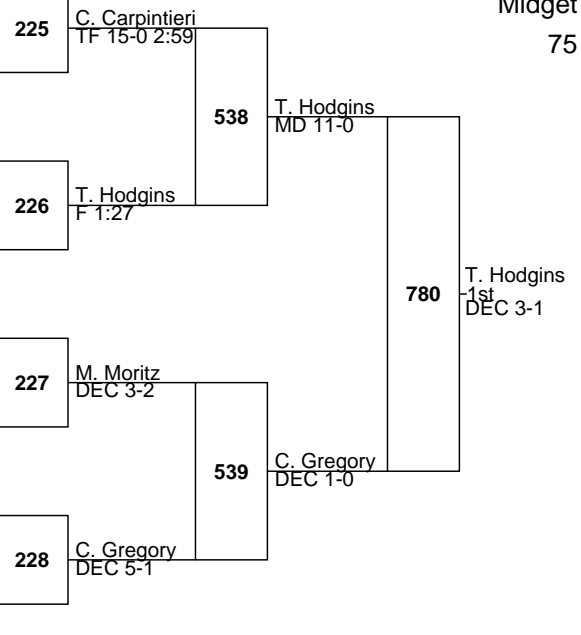 Midget
75
225
C. Carpintieri
TF 15-0 2:59
538
T. Hodgins
MD 11-0
226
T. Hodgins
F 1:27
780
T. Hodgins
1st
DEC 3-1
227
M. Moritz
DEC 3-2
539
C. Gregory
DEC 1-0
228
C. Gregory
DEC 5-1